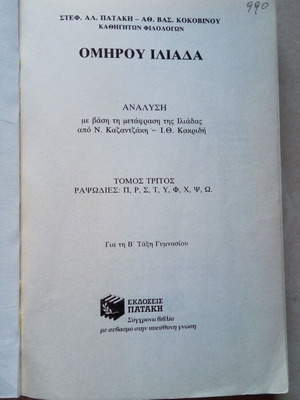 990
ΣΤΕΦ. ΑΛ. ΠΑΤΑΚΗ – ΑΘ. ΒΑΣ. ΚΟΚΟΒΙΝΟΥ
ΚΑΘΗΓΗΤΩΝ ΦΙΛΟΛΟΓΩΝ
ΟΜΗΡΟΥ ΙΛΙΑΔΑ
ΑΝΑΛΥΣΗ
με βάση τη μετάφραση της Ιλιάδας
από Ν. Καζαντζάκη – Ι.Θ. Κακριδή
ΤΟΜΟΣ ΤΡΙΤΟΣ
ΡΑΨΩΔΙΕΣ: Π, Ρ, Σ, Τ, Υ, Φ, Χ, Ψ, Ω.
Για τη Β΄ Τάξη Γυμνασίου
ΕΚΔΟΣΕΙΣ
ΠΑΤΑΚΗ
Σύγχρονα βιβλία
με σεβασμό στην υπεύθυνη γνώση